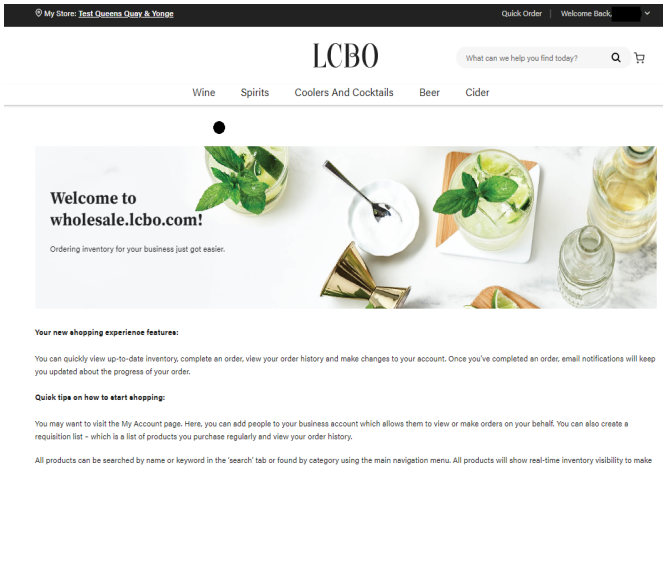 My Store: Test Queens Quay & Yonge
Quick Order | Welcome Back,
LCBO
What can we help you find today?
Wine Spirits Coolers And Cocktails Beer Cider
Welcome to
wholesale.lcbo.com!
Ordering inventory for your business just got easier.
Your new shopping experience features:
You can quickly view up-to-date inventory, complete an order, view your order history and make changes to your account. Once you've completed an order, email notifications will keep
you updated about the progress of your order.
Quick tips on how to start shopping:
You may want to visit the My Account page. Here, you can add people to your business account which allows them to view or make orders on your behalf. You can also create a
requisition list – which is a list of products you purchase regularly and view your order history.
All products can be searched by name or keyword in the 'search' tab or found by category using the main navigation menu. All products will show real-time inventory visibility to make